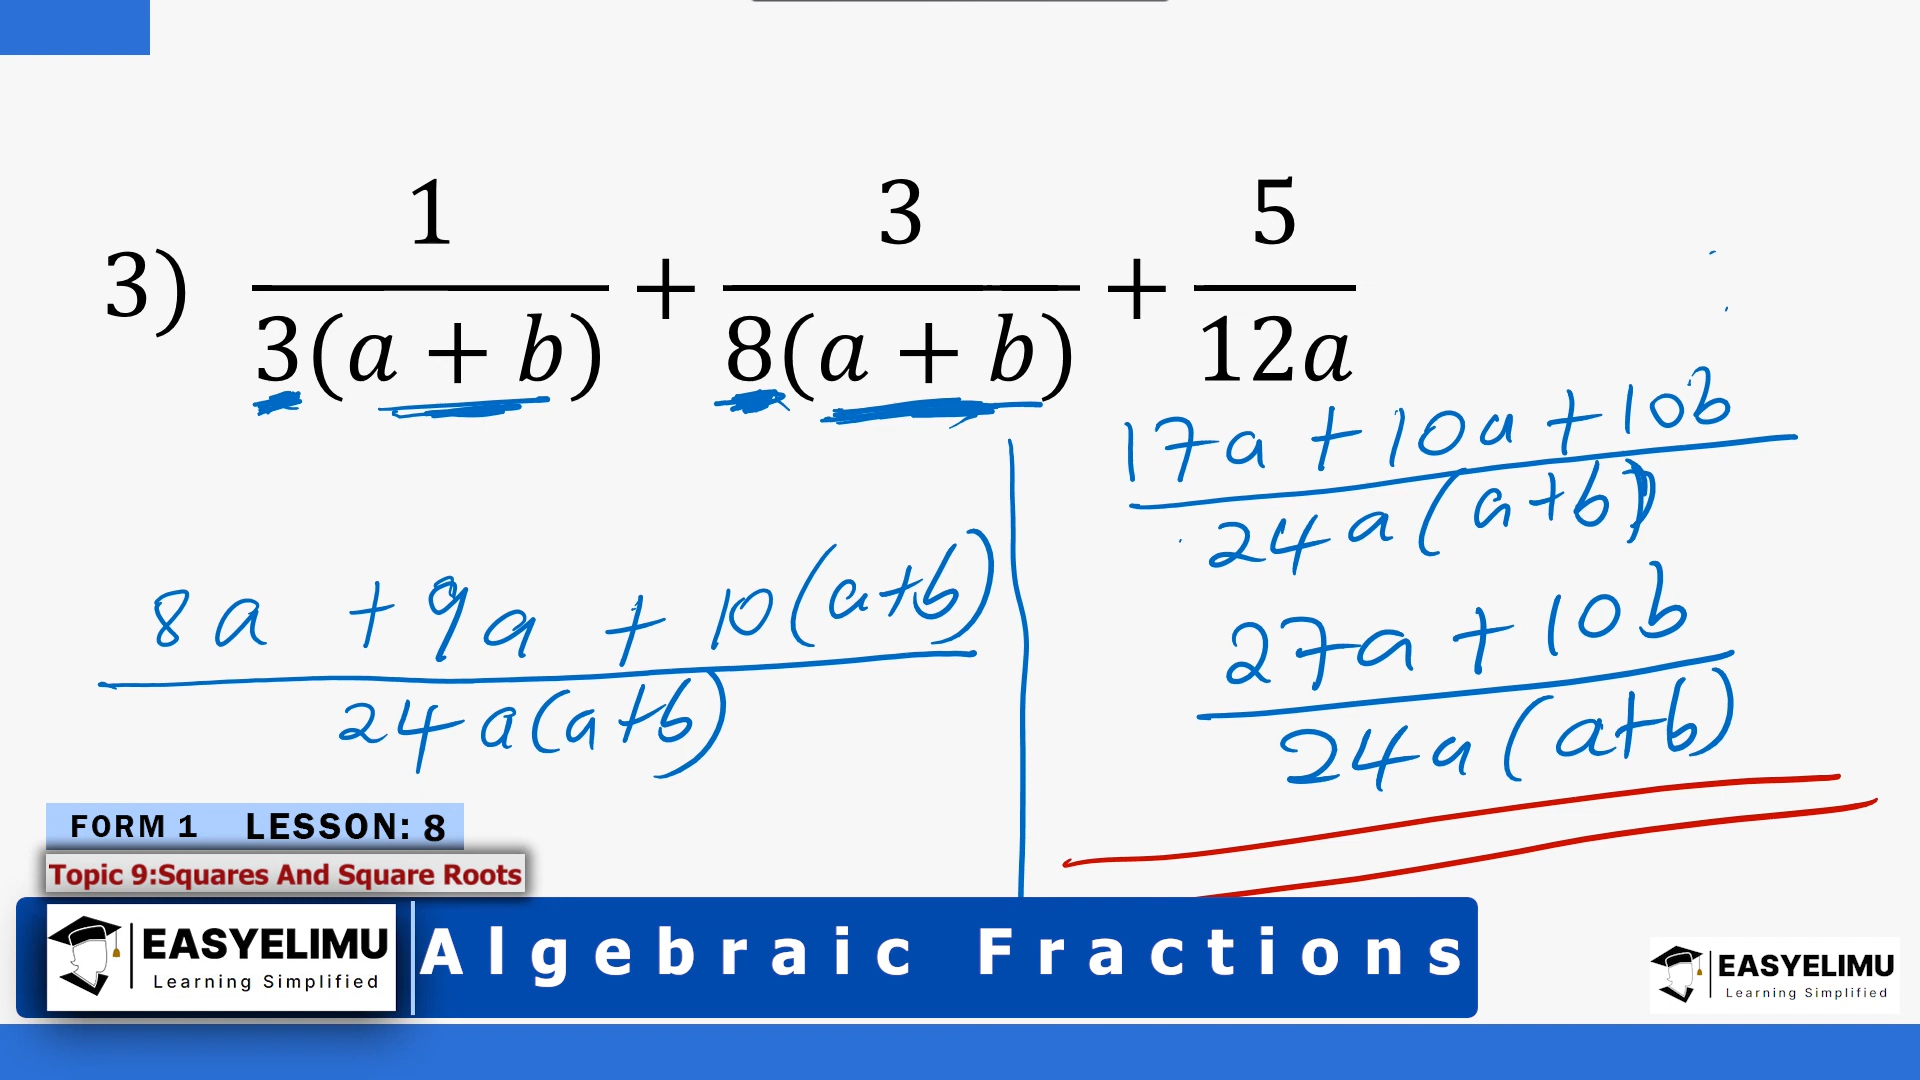 3) 1/3(a + b) + 3/8(a + b) + 5/12a
8a + 9a + 10(a+b)
24a(a+b)
17a + 10a + 10b
24a(a+b)
27a + 10b
24a(a+b)
FORM 1 LESSON: 8
Topic 9:Squares And Square Roots
EASYELIMU
Learning Simplified
Algebraic Fractions
EASYELIMU
Learning Simplified